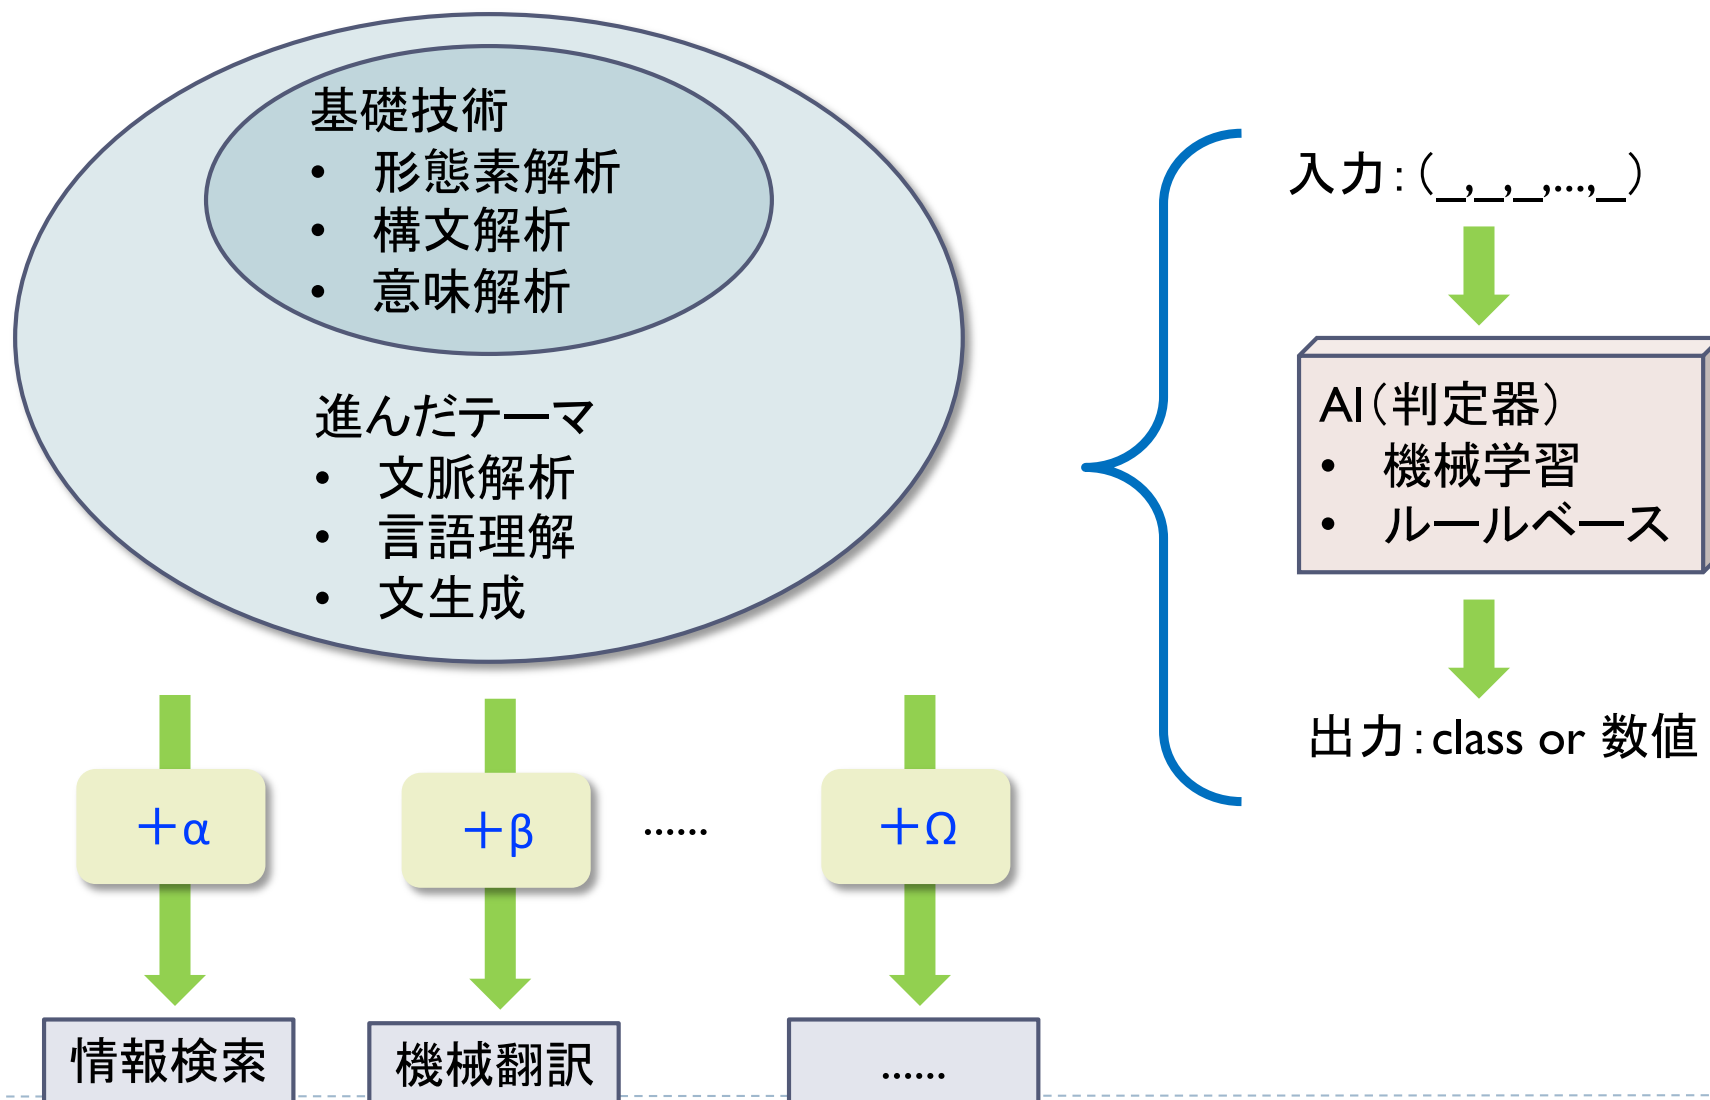 基礎技術
• 形態素解析
• 構文解析
• 意味解析
進んだテーマ
• 文脈解析
• 言語理解
• 文生成
+α
+β
......
+Ω
情報検索
機械翻訳
......
入力:(_,_,_,...,_)
AI(判定器)
• 機械学習
• ルールベース
出力:class or 数値